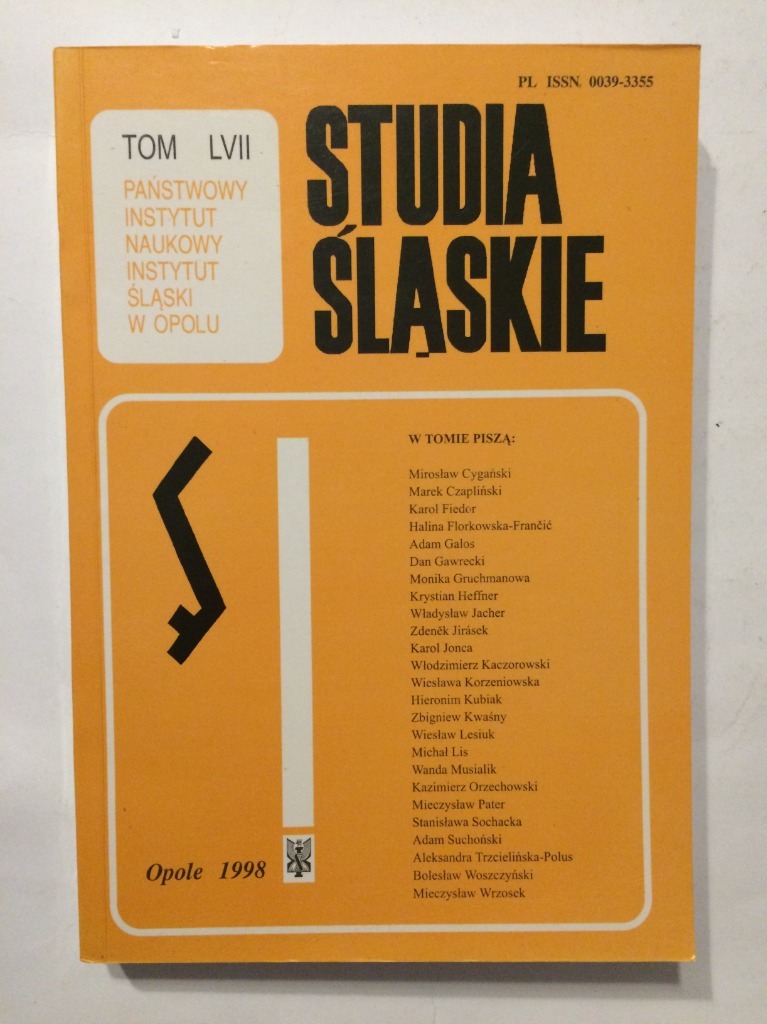 PL ISSN 0039-3355
TOM LVII
PAŃSTWOWY
INSTYTUT
NAUKOWY
INSTYTUT
ŚLĄSKI
W OPOLU
STUDIA
ŚLĄSKIE
W TOMIE PISZĄ:
Mirosław Cygański
Marek Czapliński
Karol Fiedor
Halina Florkowska-Frančić
Adam Galos
Dan Gawrecki
Monika Gruchmanowa
Krystian Heffner
Władysław Jacher
Zdeněk Jirásek
Karol Jonca
Włodzimierz Kaczorowski
Wiesława Korzeniowska
Hieronim Kubiak
Zbigniew Kwaśny
Wiesław Lesiuk
Michał Lis
Wanda Musialik
Kazimierz Orzechowski
Mieczysław Pater
Stanisława Sochacka
Adam Suchoński
Aleksandra Trzcielińska-Polus
Bolesław Woszczyński
Mieczysław Wrzosek
Opole 1998